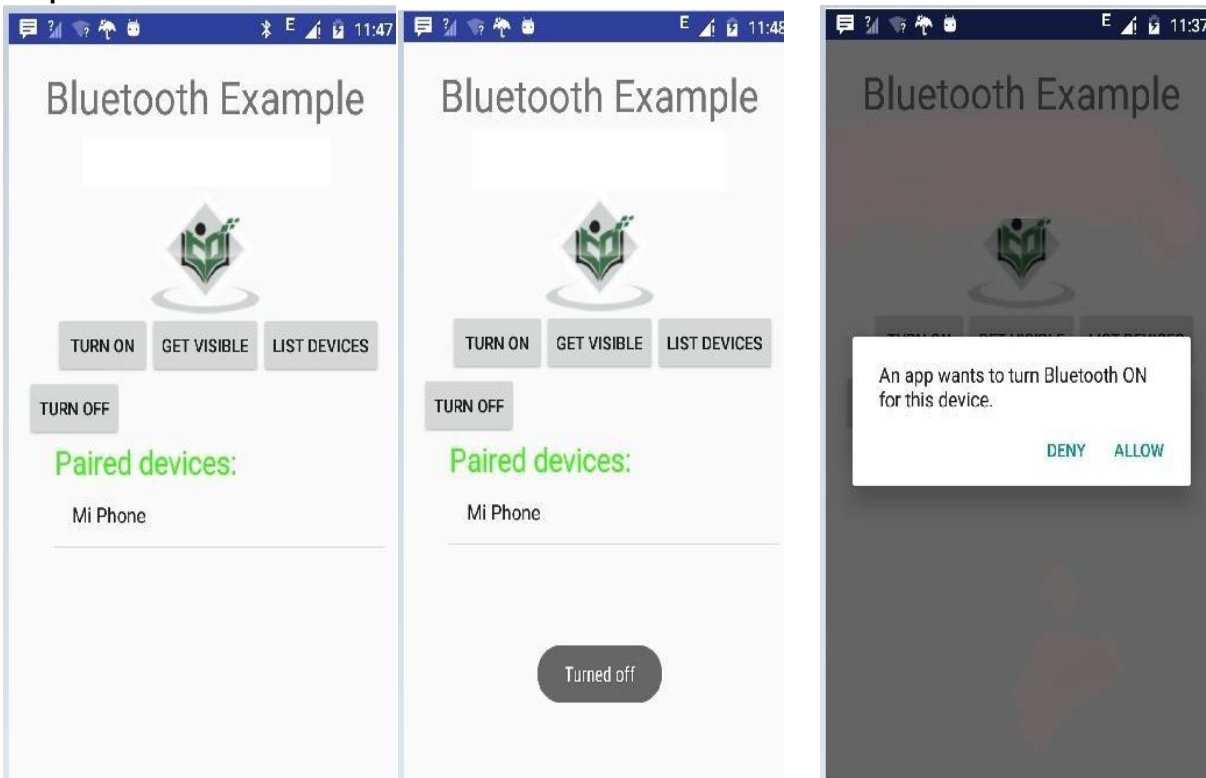 E 11:47
Bluetooth Example
TURN ON GET VISIBLE LIST DEVICES
TURN OFF
Paired devices:
Mi Phone
E 11:48
Bluetooth Example
TURN ON GET VISIBLE LIST DEVICES
TURN OFF
Paired devices:
Mi Phone
Turned off
E 11:37
Bluetooth Example
An app wants to turn Bluetooth ON
for this device.
DENY ALLOW